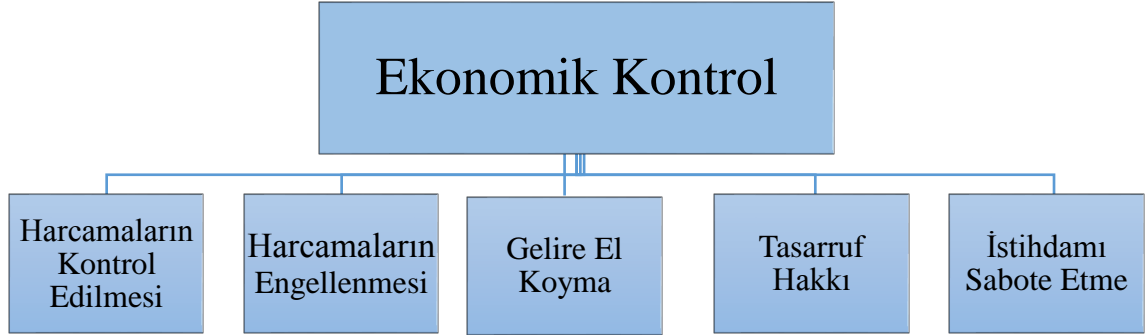 Ekonomik Kontrol
Harcamaların
Kontrol
Edilmesi
Harcamaların
Engellenmesi
Gelire El
Koyma
Tasarruf
Hakkı
İstihdamı
Sabote Etme